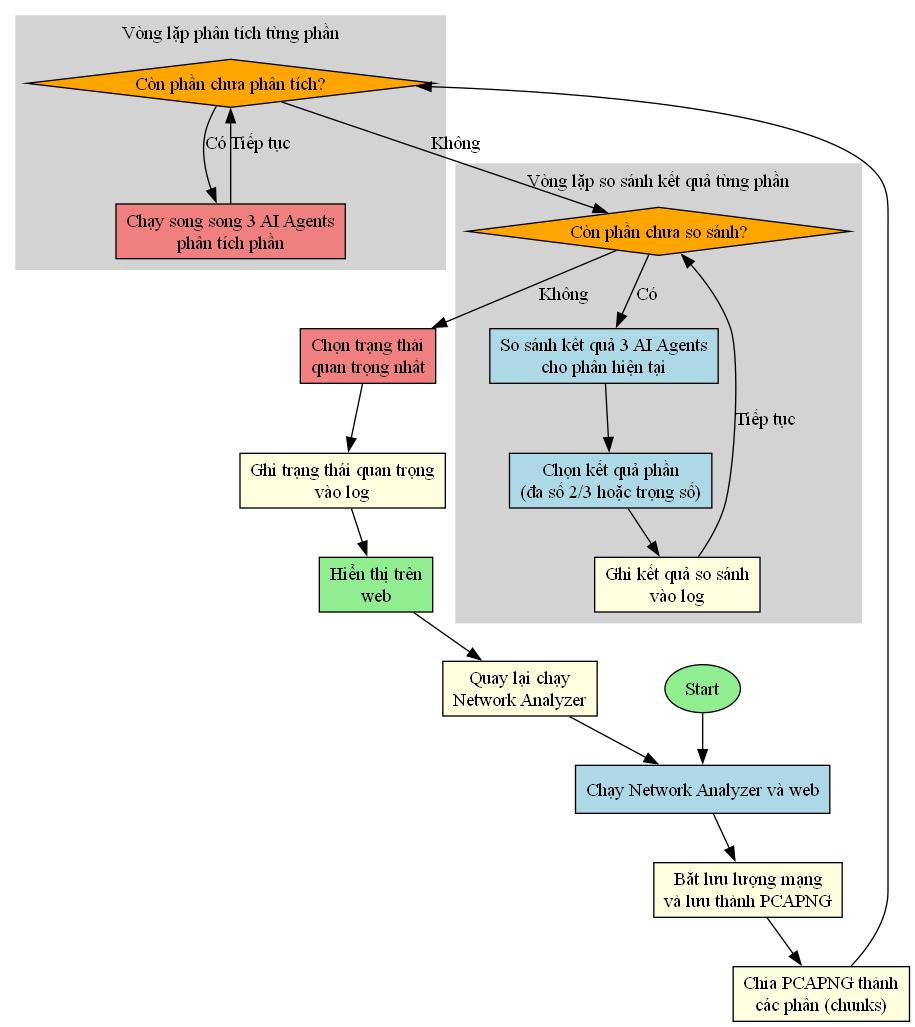 Vòng lặp phân tích từng phần
Còn phần chưa phân tích?
Có
Tiếp tục
Không
Chạy song song 3 AI Agents
phân tích phần
Vòng lặp so sánh kết quả từng phần
Còn phần chưa so sánh?
Không
Có
Chọn trạng thái
quan trọng nhất
So sánh kết quả 3 AI Agents
cho phần hiện tại
Tiếp tục
Ghi trạng thái quan trọng
vào log
Chọn kết quả phần
(đa số 2/3 hoặc trọng số)
Hiển thị trên
web
Ghi kết quả so sánh
vào log
Quay lại chạy
Network Analyzer
Start
Chạy Network Analyzer và web
Bắt lưu lượng mạng
và lưu thành PCAPNG
Chia PCAPNG thành
các phần (chunks)